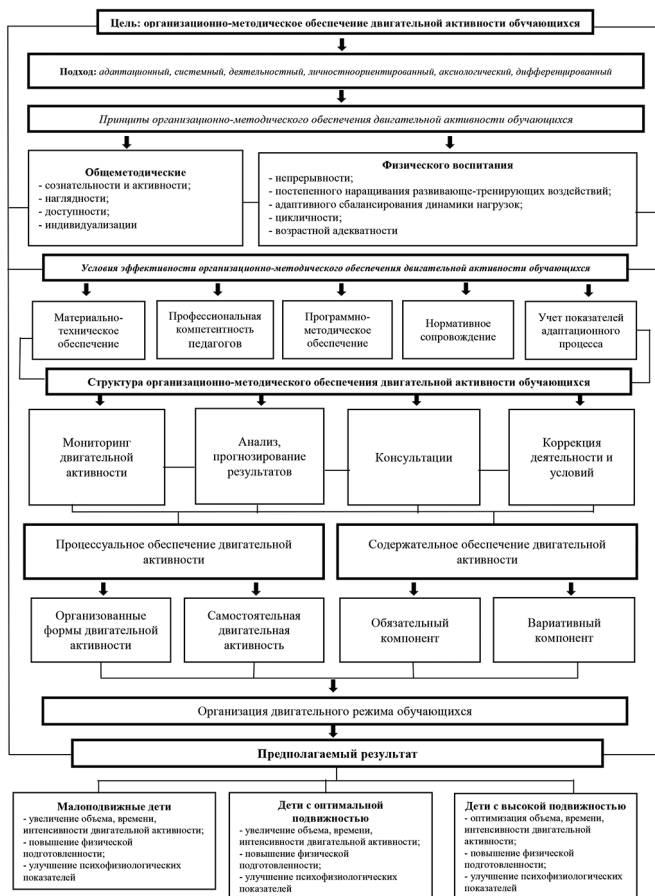 Цель: организационно-методическое обеспечение двигательной активности обучающихся
Подход: адаптационный, системный, деятельностный, личностноориентированный, аксиологический, дифференцированный
Принципы организационно-методического обеспечения двигательной активности обучающихся
Общеметодические
- сознательности и активности;
- наглядности;
- доступности;
- индивидуализации
Физического воспитания
- непрерывности;
- постепенного наращивания развивающе-тренирующих воздействий;
- адаптивного сбалансирования динамики нагрузок;
- цикличности;
- возрастной адекватности
Условия эффективности организационно-методического обеспечения двигательной активности обучающихся
Материально-
техническое
обеспечение
Профессиональная
компетентность
педагогов
Программно-
методическое
обеспечение
Нормативное
сопровождение
Учет показателей
адаптационного
процесса
Структура организационно-методического обеспечения двигательной активности обучающихся
Мониторинг
двигательной
активности
Анализ,
прогнозирование
результатов
Консультации
Коррекция
деятельности и
условий
Процессуальное обеспечение двигательной
активности
Содержательное обеспечение двигательной
активности
Организованные
формы двигательной
активности
Самостоятельная
двигательная
активность
Обязательный
компонент
Вариативный
компонент
Организация двигательного режима обучающихся
Предполагаемый результат
Малоподвижные дети
- увеличение объема, времени,
интенсивности двигательной активности;
- повышение физической
подготовленности;
- улучшение психофизиологических
показателей
Дети с оптимальной
подвижностью
- увеличение объема, времени,
интенсивности двигательной активности;
- повышение физической
подготовленности;
- улучшение психофизиологических
показателей
Дети с высокой подвижностью
- оптимизация объема, времени,
интенсивности двигательной
активности;
- повышение физической
подготовленности;
- улучшение психофизиологических
показателей